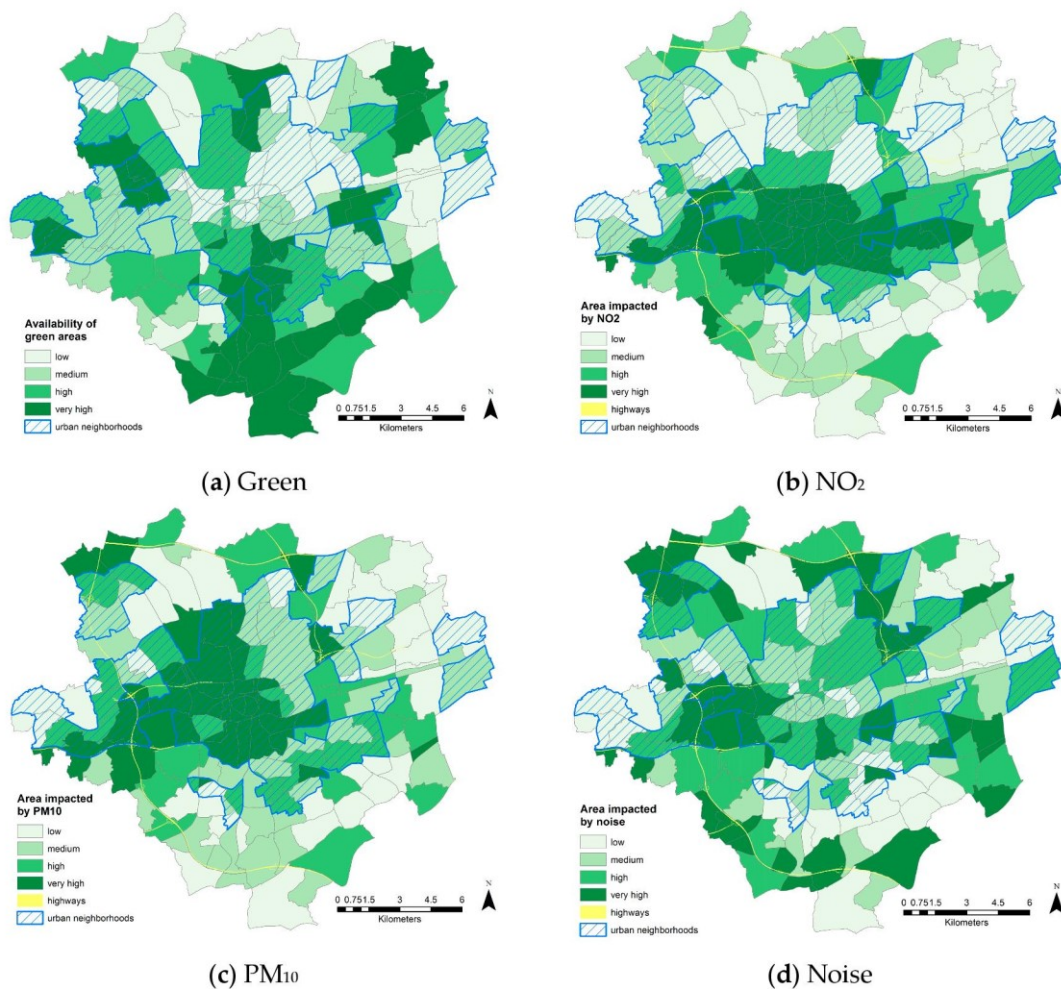 Availability of
green areas
low
medium
high
very high
urban neighborhoods
0 0.751.5 3 4.5 6
Kilometers
N
(a) Green
Area impacted
by NO2
low
medium
high
very high
highways
urban neighborhoods
0 0.751.5 3 4.5 6
Kilometers
N
(b) NO2
Area impacted
by PM10
low
medium
high
very high
highways
urban neighborhoods
0 0.751.5 3 4.5 6
Kilometers
N
(c) PM10
Area impacted
by noise
low
medium
high
very high
highways
urban neighborhoods
0 0.751.5 3 4.5 6
Kilometers
N
(d) Noise